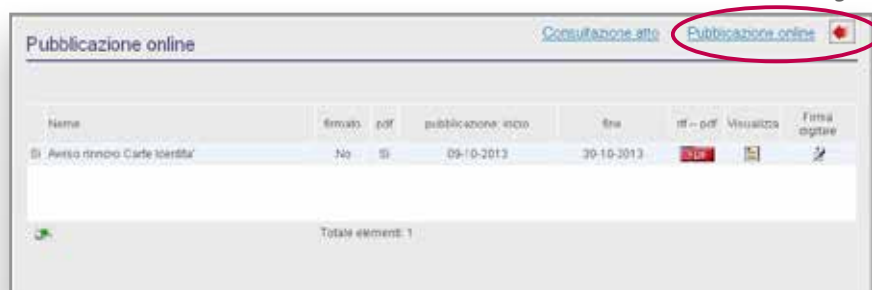 Pubblicazione online
Consultazione atto Pubblicazione online
Nome firmato pdf pubblicazione: inizio fine rtf -- pdf Visualizza Firma digitale
Si Avviso rinnovo Carte Identita' No Si 09-10-2013 30-10-2013
Totale elementi: 1